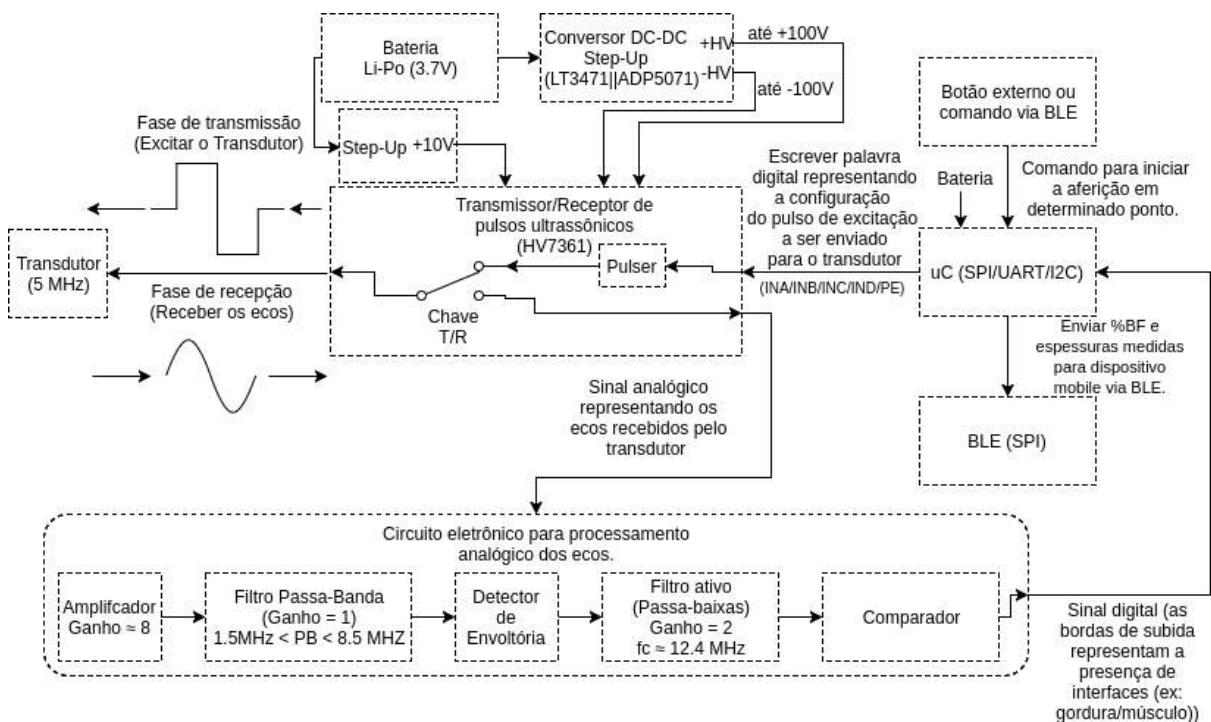 Bateria
Li-Po (3.7V)
Conversor DC-DC
Step-Up
(LT3471||ADP5071)
+HV
-HV
até +100V
até -100V
Botão externo ou
comando via BLE
Fase de transmissão
(Excitar o Transdutor)
Step-Up
+10V
Escrever palavra
digital representando
a configuração
do pulso de excitação
a ser enviado
para o transdutor
(INA/INB/INC/IND/PE)
Bateria
Comando para iniciar
a aferição em
determinado ponto.
Transmissor/Receptor de
pulsos ultrassônicos
(HV7361)
Pulser
Chave
T/R
Transdutor
(5 MHz)
Fase de recepção
(Receber os ecos)
uC (SPI/UART/I2C)
Enviar %BF e
espessuras medidas
para dispositivo
mobile via BLE.
BLE (SPI)
Sinal analógico
representando os
ecos recebidos pelo
transdutor
Circuito eletrônico para processamento
analógico dos ecos.
Amplifcador
Ganho ≈ 8
Filtro Passa-Banda
(Ganho = 1)
1.5MHz < PB < 8.5 MHZ
Detector
de
Envoltória
Filtro ativo
(Passa-baixas)
Ganho = 2
fc ≈ 12.4 MHz
Comparador
Sinal digital (as
bordas de subida
representam a
presença de
interfaces (ex:
gordura/músculo))